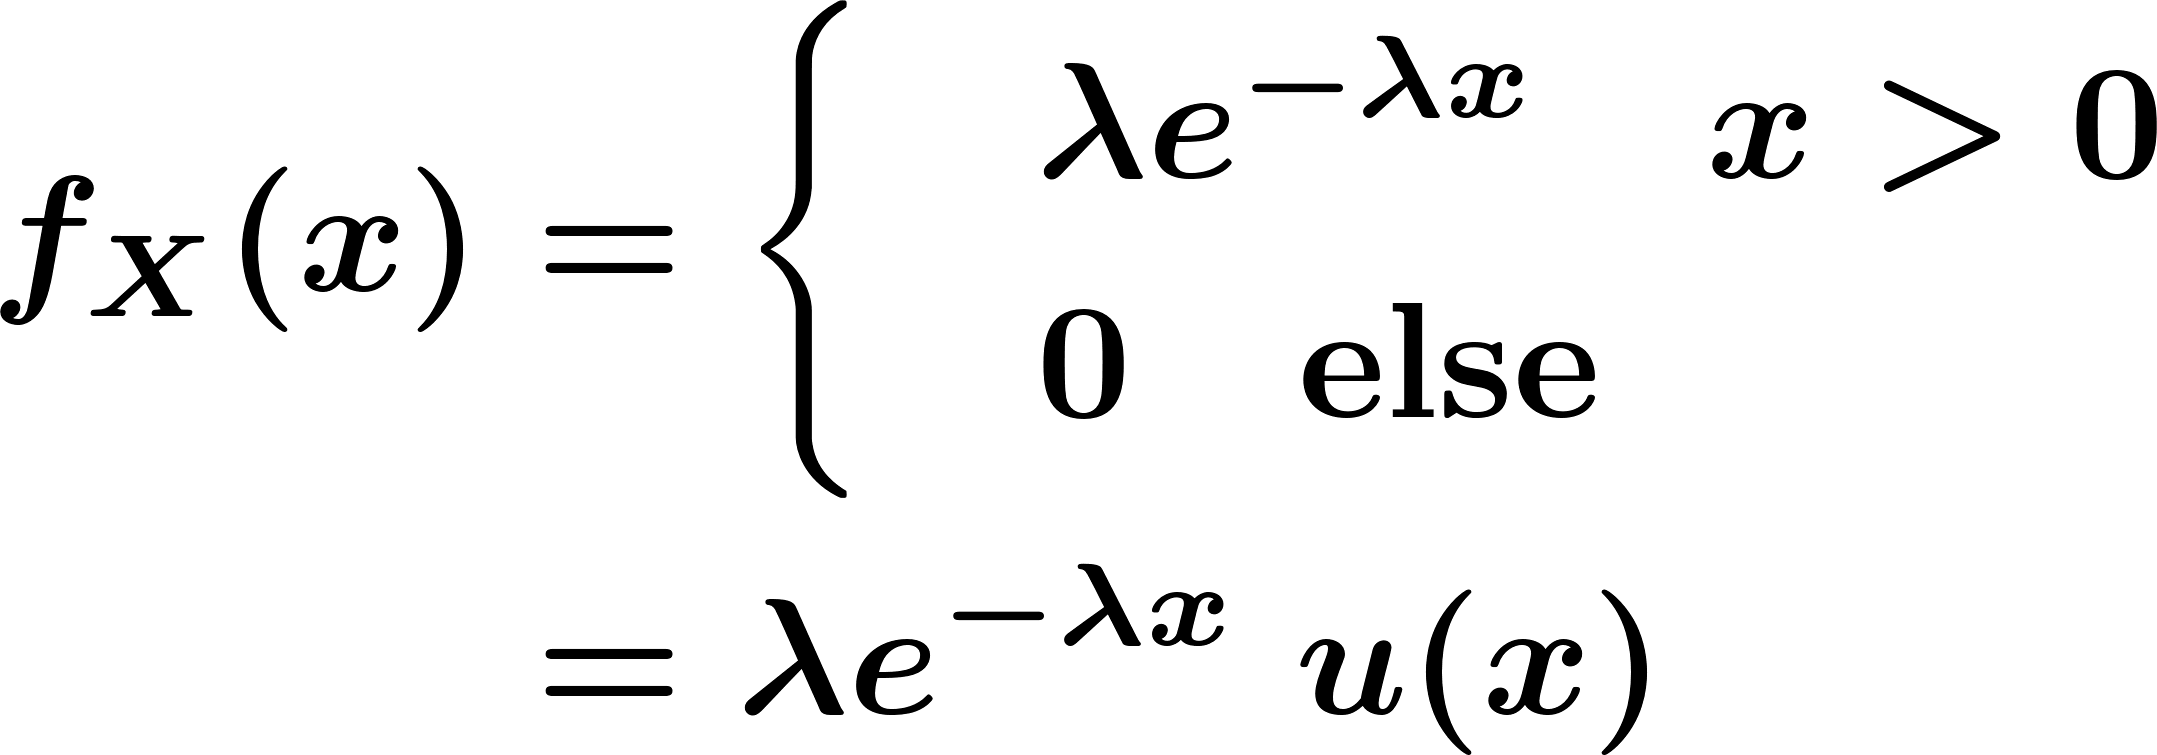 f_X(x) = { λe^{−λx}  x > 0
0  else
= λe^{−λx} u(x)